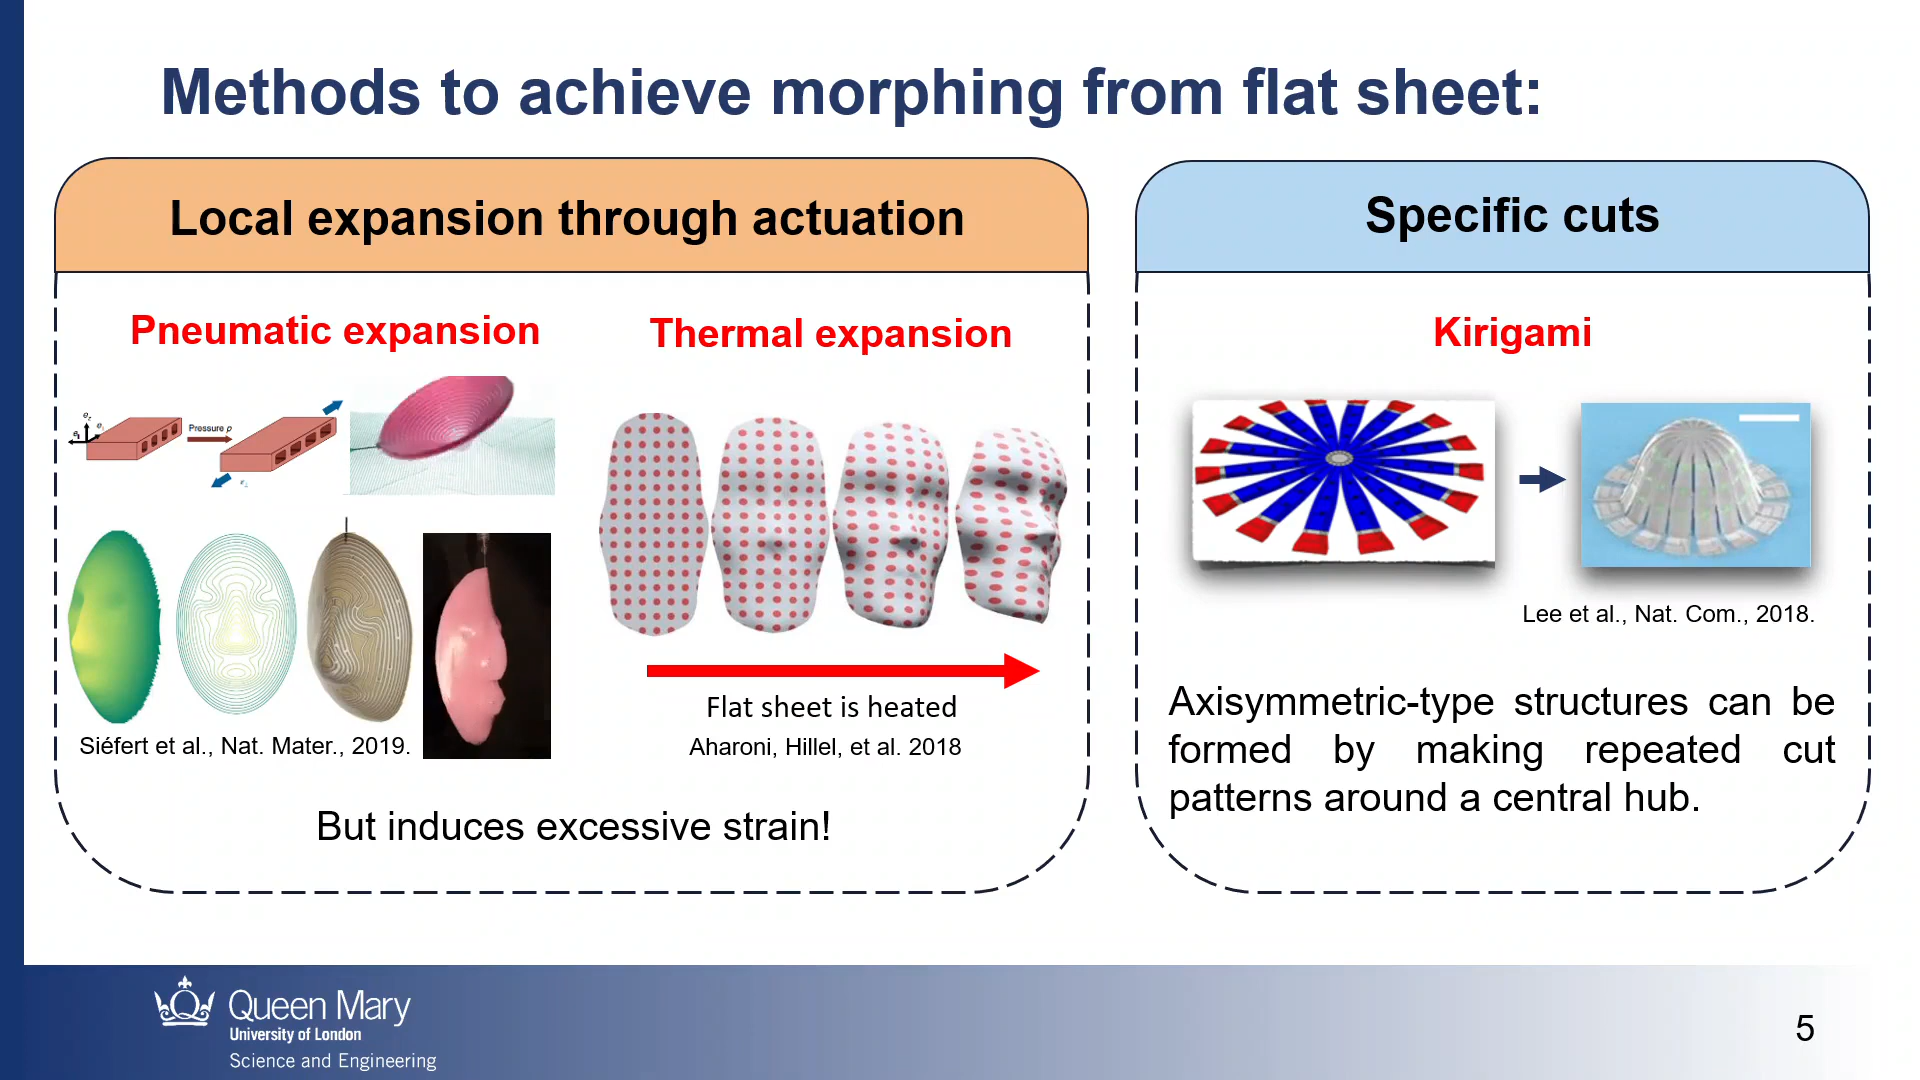 Methods to achieve morphing from flat sheet:
Local expansion through actuation
Pneumatic expansion
Thermal expansion
Pressure p
Siéfert et al., Nat. Mater., 2019.
Flat sheet is heated
Aharoni, Hillel, et al. 2018
But induces excessive strain!
Specific cuts
Kirigami
Lee et al., Nat. Com., 2018.
Axisymmetric-type structures can be
formed by making repeated cut
patterns around a central hub.
Queen Mary
University of London
Science and Engineering
5